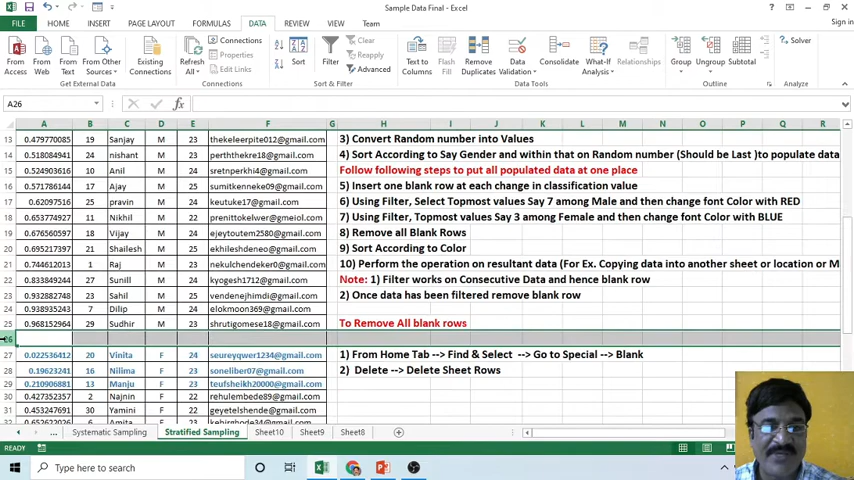 Sample Data Final - Excel
Sign in
FILE HOME INSERT PAGE LAYOUT FORMULAS DATA REVIEW VIEW Team
From Access From Web From Text From Other Sources Existing Connections Refresh All Connections Properties Edit Links Sort Filter Clear Reapply Advanced Text to Columns Flash Fill Remove Duplicates Data Validation Consolidate What-If Analysis Relationships Group Ungroup Subtotal Solver
Get External Data Connections Sort & Filter Data Tools Outline Analyze
A26 fx
A B C D E F G H I J K L M N O P Q R
13 0.479770085 19 Sanjay M 23 thekeleerpite012@gmail.com 3) Convert Random number into Values
14 0.518084941 24 nishant M 23 perththekre18@gmail.com 4) Sort According to Say Gender and within that on Random number (Should be Last )to populate data
15 0.524903616 10 Anil M 23 sretnperkhi4@gmail.com Follow following steps to put all populated data at one place
16 0.571786144 17 Ajay M 23 sumitkenneke09@gmail.com 5) Insert one blank row at each change in classification value
17 0.62097516 25 pravin M 23 keutuke17@gmail.com 6) Using Filter, Select Topmost values Say 7 among Male and then change font Color with RED
18 0.653774927 11 Nikhil M 22 prenittokelwer@gmeiol.com 7) Using Filter, Topmost values Say 3 among Female and then change font Color with BLUE
19 0.676560597 18 Vijay M 23 ejeytoutem2580@gmail.com 8) Remove all Blank Rows
20 0.695217397 21 Shailesh M 25 ekhileshdeneo@gmail.com 9) Sort According to Color
21 0.744612013 1 Raj M 23 nekulchendeker0@gmail.com 10) Perform the operation on resultant data (For Ex. Copying data into another sheet or location or M
22 0.833849244 27 Sunill M 24 kyogesh1712@gmail.com Note: 1) Filter works on Consecutive Data and hence blank row
23 0.932882748 23 Sahil M 25 vendenejhimdi@gmail.com 2) Once data has been filtered remove blank row
24 0.938925243 7 Dilip M 24 elokmoon369@gmail.com
25 0.968152964 29 Sudhir M 23 shrutigomese18@gmail.com To Remove All blank rows
26
27 0.022536412 20 Vinita F 24 seureyqwer1234@gmail.com 1) From Home Tab --> Find & Select --> Go to Special --> Blank
28 0.19623241 16 Nilima F 23 soneliber07@gmail.com 2) Delete --> Delete Sheet Rows
29 0.210906881 13 Manju F 23 teufsheikh20000@gmail.com
30 0.427352357 2 Najnin F 22 rehulembede89@gmail.com
31 0.453247691 30 Yamini F 22 geyetelshende@gmail.com
... Systematic Sampling Stratified Sampling Sheet10 Sheet9 Sheet8
READY
Type here to search